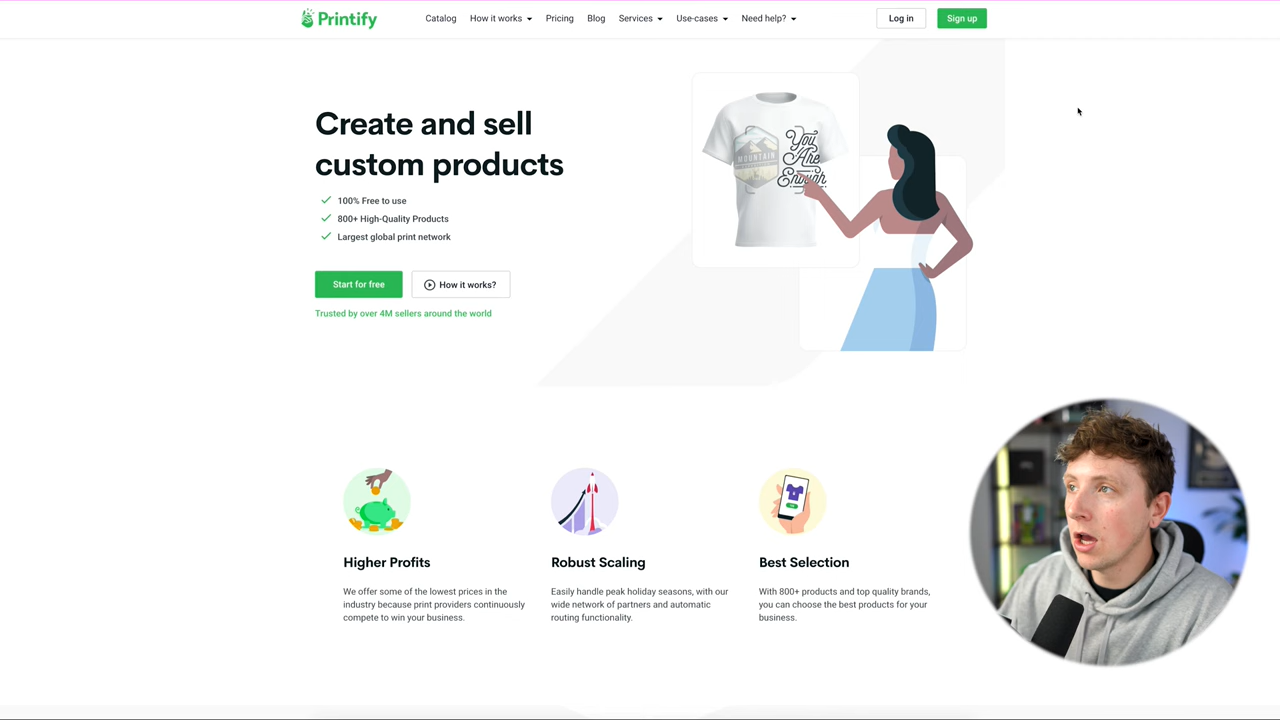 Printify
Catalog
How it works
Pricing
Blog
Services
Use-cases
Need help?
Log in
Sign up
Create and sell
custom products
100% Free to use
800+ High-Quality Products
Largest global print network
Start for free
How it works?
Trusted by over 4M sellers around the world
MOUNTAIN
You
Are
Enough
Higher Profits
We offer some of the lowest prices in the
industry because print providers continuously
compete to win your business.
Robust Scaling
Easily handle peak holiday seasons, with our
wide network of partners and automatic
routing functionality.
Best Selection
With 800+ products and top quality brands,
you can choose the best products for your
business.